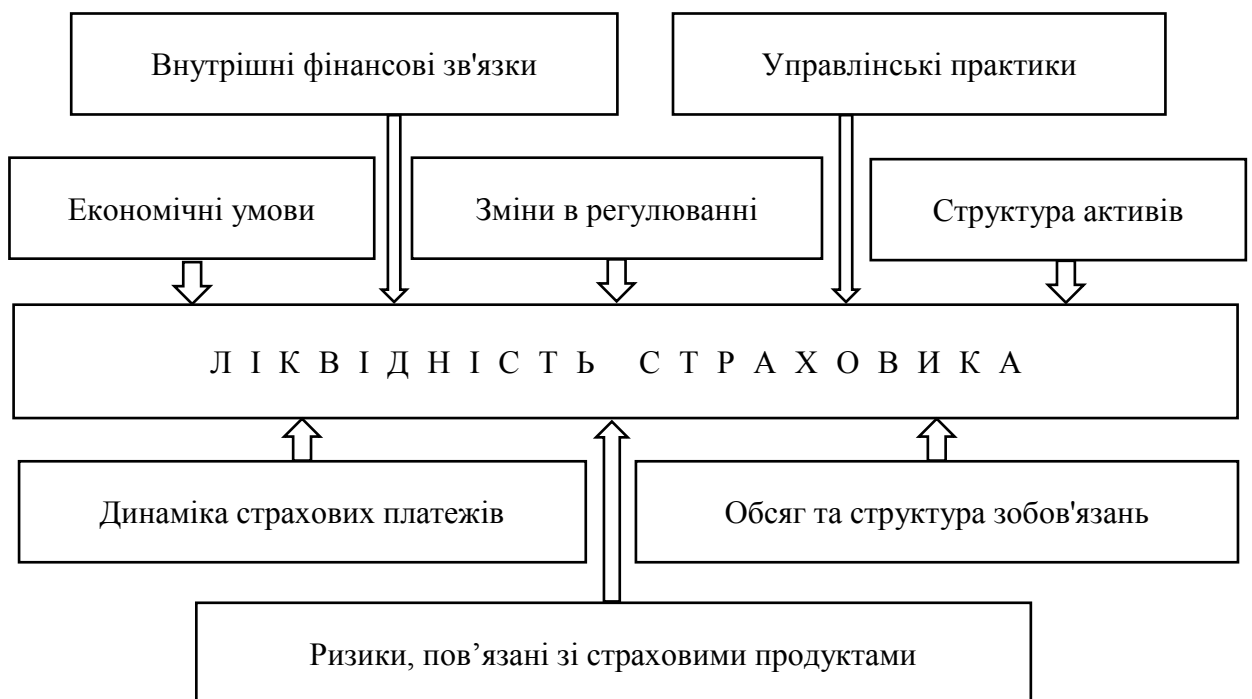 Внутрішні фінансові зв'язки
Управлінські практики
Економічні умови
Зміни в регулюванні
Структура активів
Л І К В І Д Н І С Т Ь   С Т Р А Х О В И К А
Динаміка страхових платежів
Обсяг та структура зобов'язань
Ризики, пов’язані зі страховими продуктами